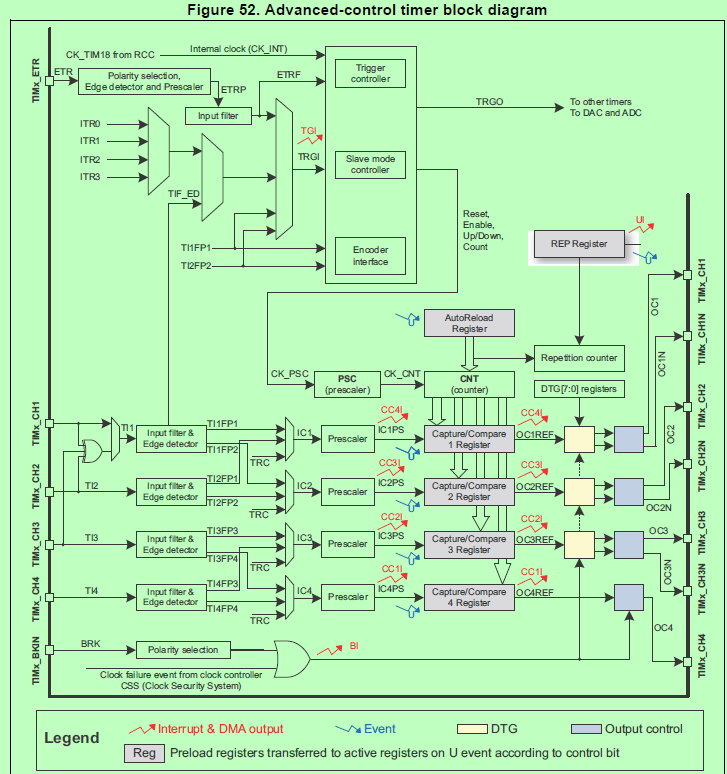 Figure 52. Advanced-control timer block diagram
CK_TIM18 from RCC
Internal clock (CK_INT)
TIMx_ETR
ETR
Polarity selection,
Edge detector and Prescaler
ETRP
ETRF
Input filter
Trigger
controller
TRGO
To other timers
To DAC and ADC
ITR0
ITR1
ITR2
ITR3
TGI
TRGI
Slave mode
controller
TIF_ED
Reset,
Enable,
Up/Down,
Count
TI1FP1
TI2FP2
Encoder
interface
REP Register
UI
AutoReload
Register
Repetition counter
DTG[7:0] registers
CK_PSC
PSC
(prescaler)
CK_CNT
CNT
(counter)
TIMx_CH1
TI1
Input filter &
Edge detector
TI1FP1
TI1FP2
TRC
IC1
Prescaler
CC4I
IC1PS
Capture/Compare
1 Register
CC4I
OC1REF
OC1
TIMx_CH1
OC1N
TIMx_CH1N
TIMx_CH2
TI2
Input filter &
Edge detector
TI2FP1
TI2FP2
TRC
IC2
Prescaler
CC3I
IC2PS
Capture/Compare
2 Register
CC3I
OC2REF
OC2
TIMx_CH2
OC2N
TIMx_CH2N
TIMx_CH3
TI3
Input filter &
Edge detector
TI3FP3
TI3FP4
TRC
IC3
Prescaler
CC2I
IC3PS
Capture/Compare
3 Register
CC2I
OC3REF
OC3
TIMx_CH3
OC3N
TIMx_CH3N
TIMx_CH4
TI4
Input filter &
Edge detector
TI4FP3
TI4FP4
TRC
IC4
Prescaler
CC1I
IC4PS
Capture/Compare
4 Register
CC1I
OC4REF
OC4
TIMx_CH4
TIMx_BKIN
BRK
Polarity selection
BI
Clock failure event from clock controller
CSS (Clock Security System)
Legend
Interrupt & DMA output
Event
DTG
Output control
Reg
Preload registers transferred to active registers on U event according to control bit